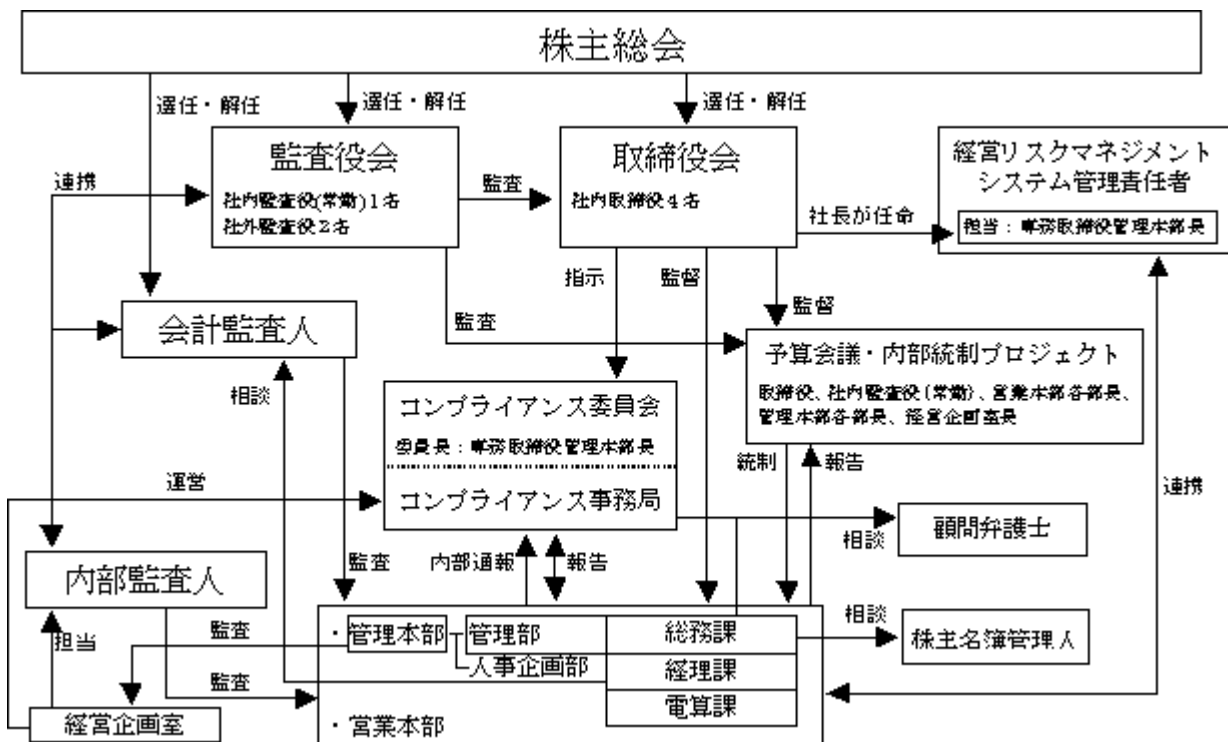 株主総会
選任・解任
選任・解任
選任・解任
監査役会
社内監査役(常勤)1名
社外監査役2名
監査
取締役会
社内取締役4名
社長が任命
経営リスクマネジメント
システム管理責任者
担当：専務取締役管理本部長
連携
指示
監督
監督
会計監査人
監査
予算会議・内部統制プロジェクト
取締役、社内監査役(常勤)、営業本部各部長、
管理本部各部長、経営企画室長
相談
コンプライアンス委員会
委員長：専務取締役管理本部長
コンプライアンス事務局
統制
報告
運営
連携
顧問弁護士
相談
内部監査人
監査
内部通報
報告
担当
監査
・管理本部
管理部
総務課
相談
株主名簿管理人
人事企画部
経理課
監査
電算課
経営企画室
・営業本部